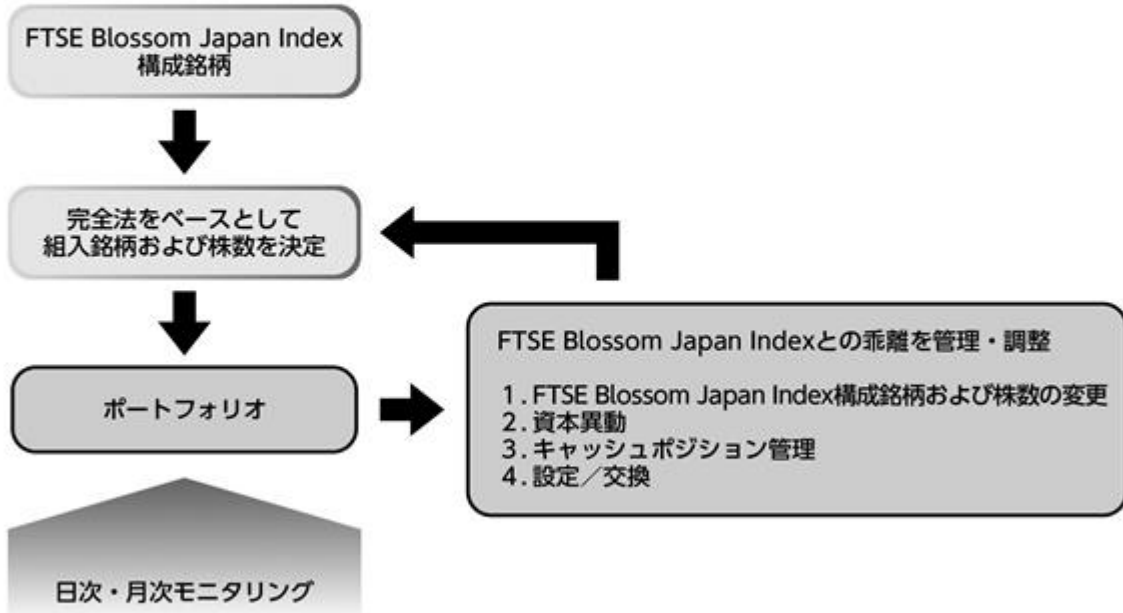 FTSE Blossom Japan Index
構成銘柄
完全法をベースとして
組入銘柄および株数を決定
ポートフォリオ
FTSE Blossom Japan Indexとの乖離を管理・調整
1．FTSE Blossom Japan Index構成銘柄および株数の変更
2．資本異動
3．キャッシュポジション管理
4．設定／交換
日次・月次モニタリング